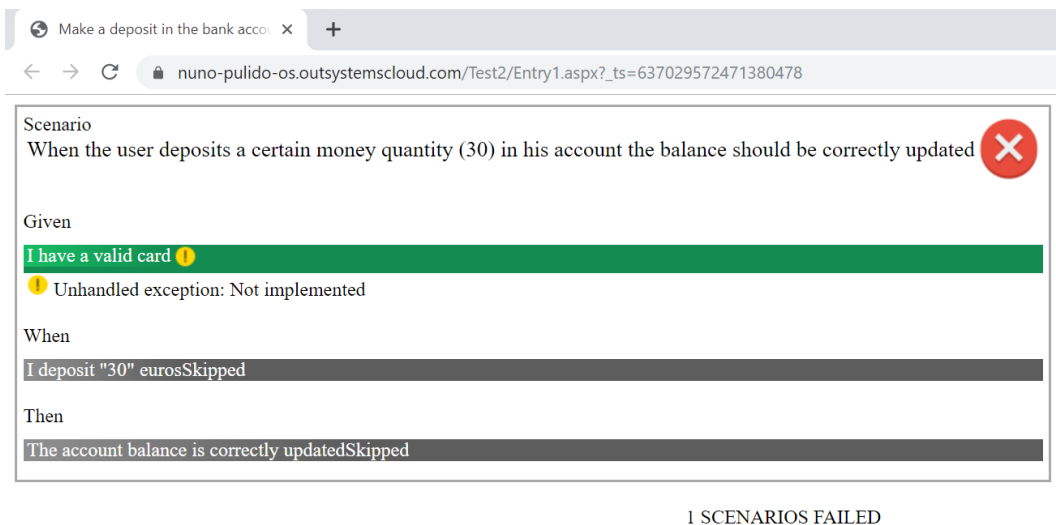 Make a deposit in the bank accou
nuno-pulido-os.outsystemscloud.com/Test2/Entry1.aspx?_ts=637029572471380478
Scenario
When the user deposits a certain money quantity (30) in his account the balance should be correctly updated
Given
I have a valid card
Unhandled exception: Not implemented
When
I deposit "30" eurosSkipped
Then
The account balance is correctly updatedSkipped
1 SCENARIOS FAILED